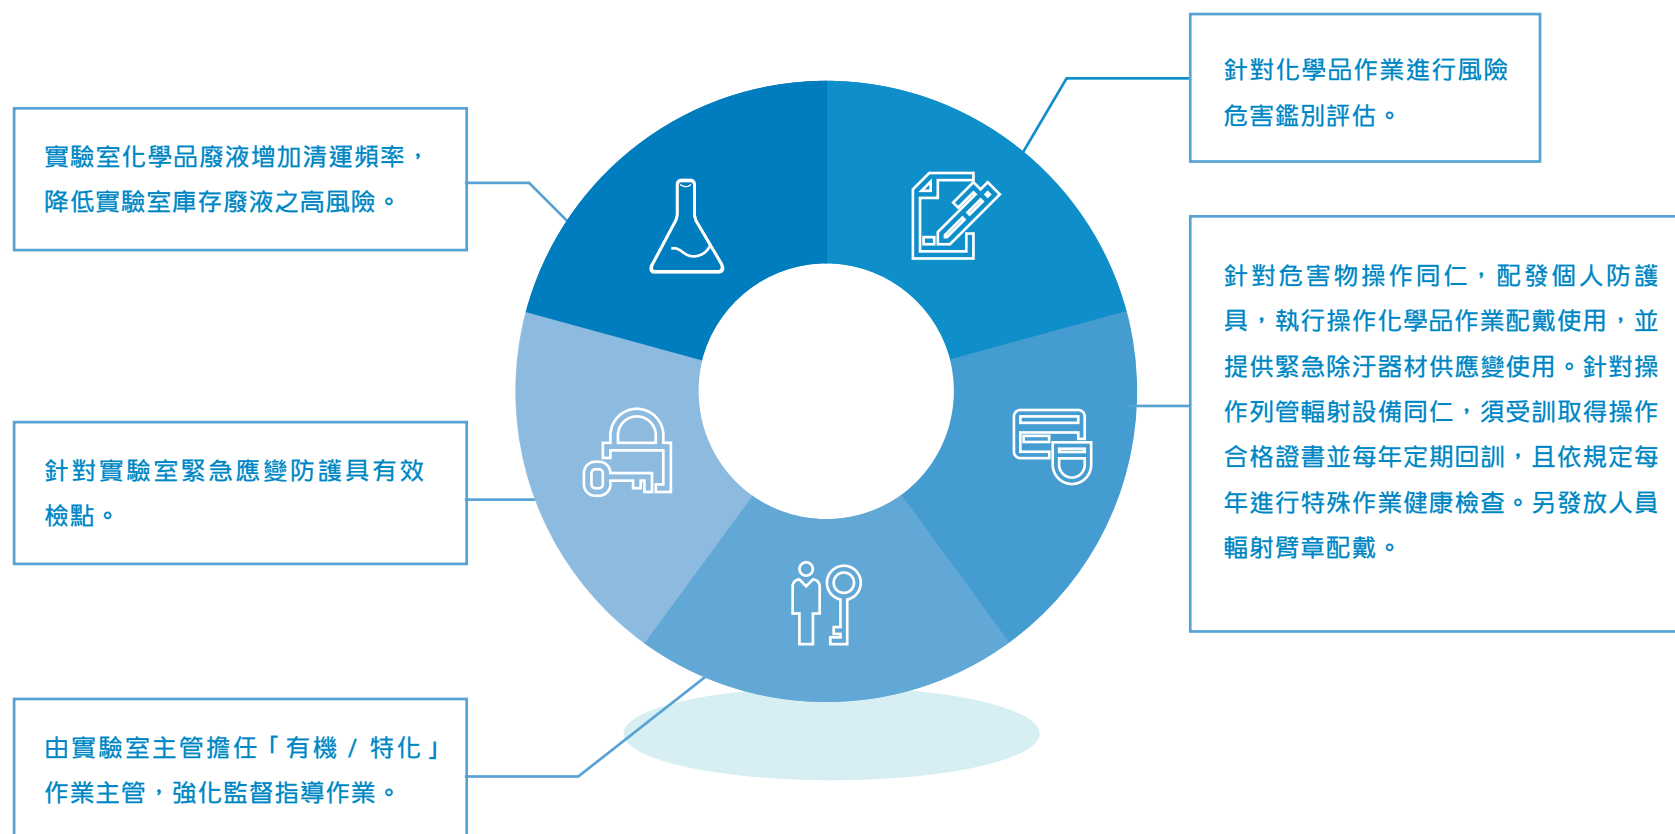 針對化學品作業進行風險
危害鑑別評估。
實驗室化學品廢液增加清運頻率，
降低實驗室庫存廢液之高風險。
針對危害物操作同仁，配發個人防護
具，執行操作化學品作業配戴使用，並
提供緊急除汙器材供應變使用。針對操
作列管輻射設備同仁，須受訓取得操作
合格證書並每年定期回訓，且依規定每
年進行特殊作業健康檢查。另發放人員
輻射臂章配戴。
針對實驗室緊急應變防護具有效
檢點。
由實驗室主管擔任「有機 / 特化」
作業主管，強化監督指導作業。